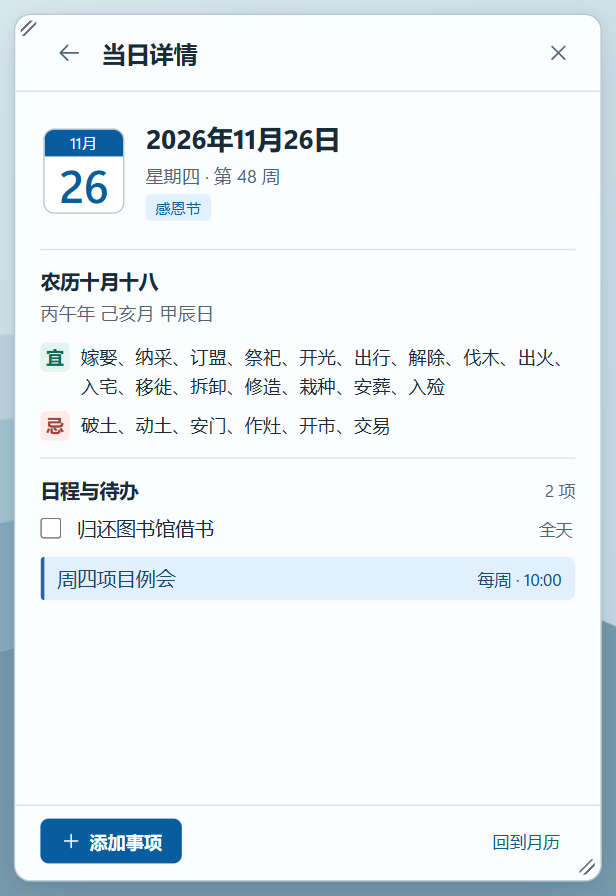 当日详情
11月
26
2026年11月26日
星期四 · 第 48 周
感恩节
农历十月十八
丙午年 己亥月 甲辰日
宜 嫁娶、纳采、订盟、祭祀、开光、出行、解除、伐木、出火、
入宅、移徙、拆卸、修造、栽种、安葬、入殓
忌 破土、动土、安门、作灶、开市、交易
日程与待办 2 项
归还图书馆借书 全天
周四项目例会 每周 · 10:00
添加事项 回到月历